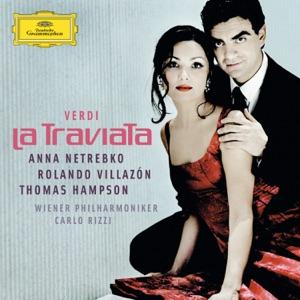 Deutsche
Grammophon
VERDI
La Traviata
ANNA NETREBKO
ROLANDO VILLAZÓN
THOMAS HAMPSON
WIENER PHILHARMONIKER
CARLO RIZZI